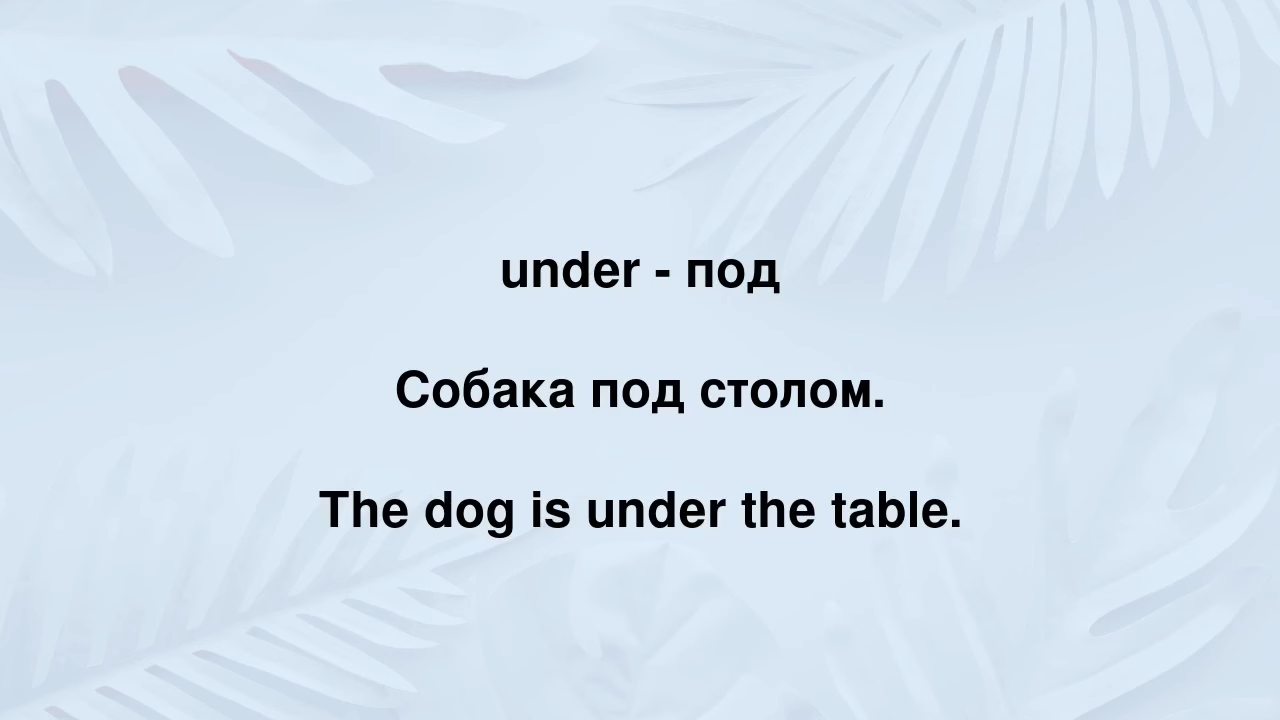 under - под
Собака под столом.
The dog is under the table.